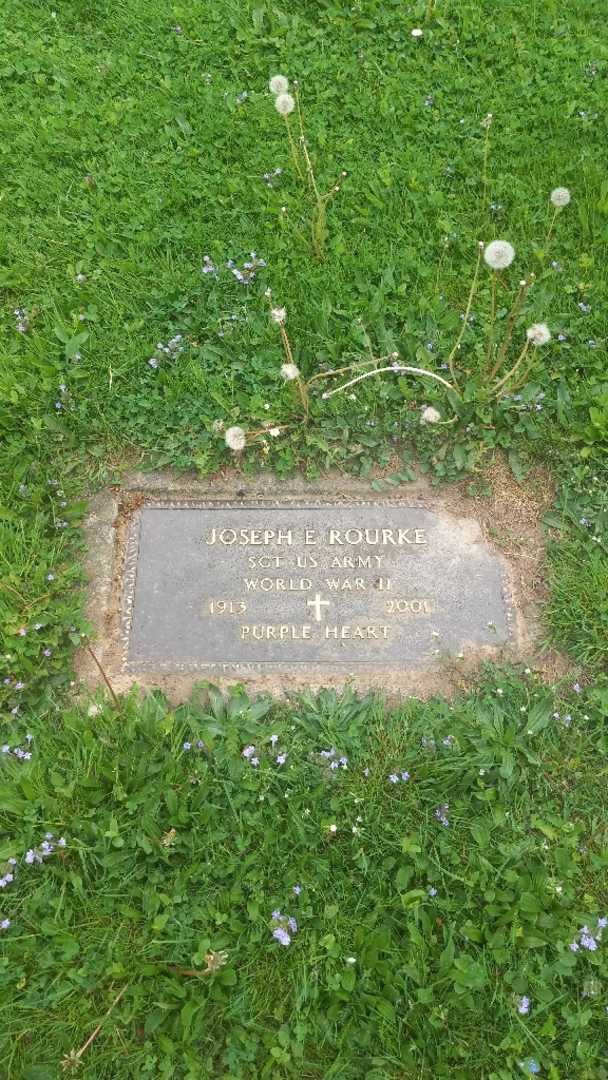 JOSEPH E ROURKE
SGT US ARMY
WORLD WAR II
1913 2001
PURPLE HEART